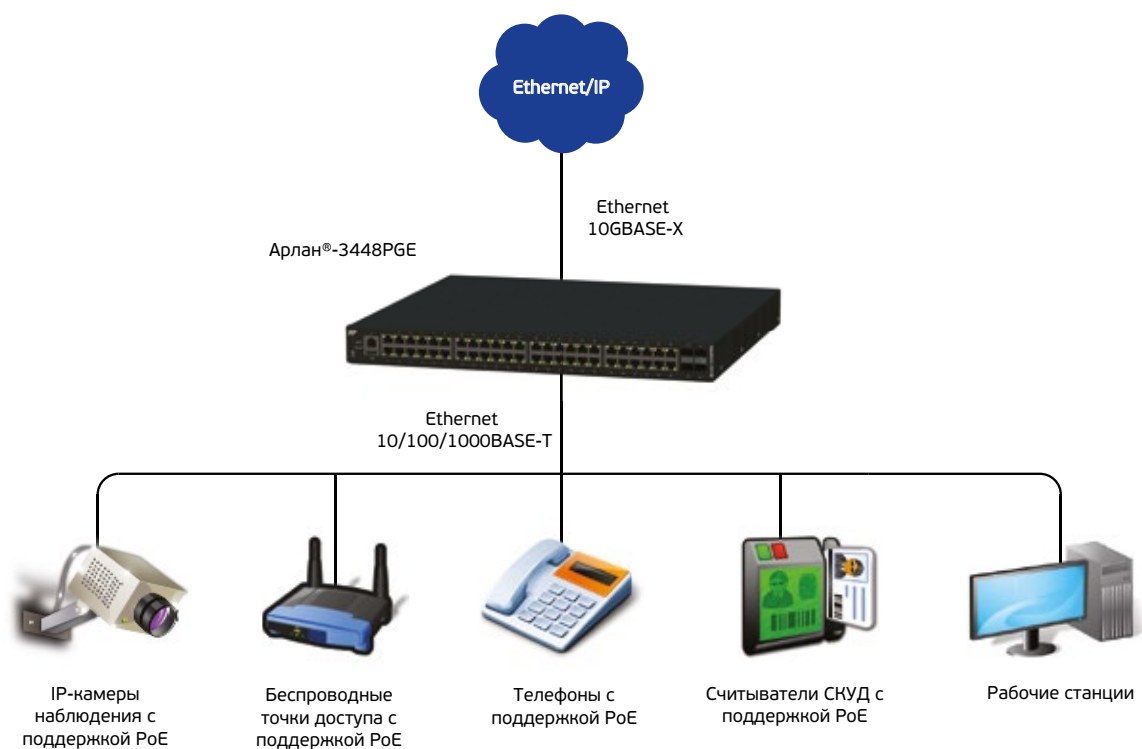 Ethernet/IP
Ethernet
10GBASE-X
Арлан®-3448PGE
Ethernet
10/100/1000BASE-T
IP-камеры
наблюдения с
поддержкой PoE
Беспроводные
точки доступа с
поддержкой PoE
Телефоны с
поддержкой PoE
Считыватели СКУД с
поддержкой PoE
Рабочие станции